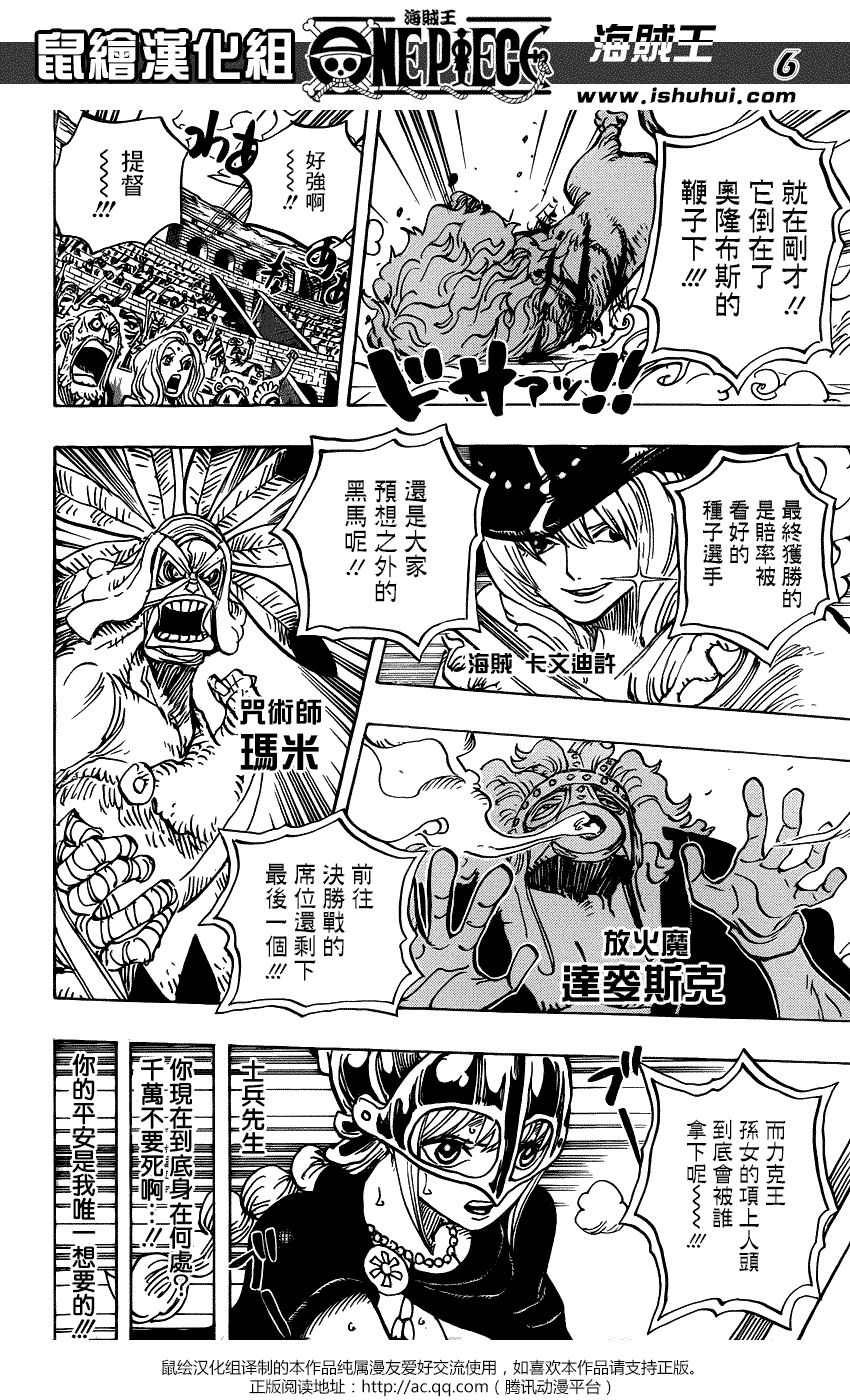 鼠繪漢化組
海賊王
ONE PIECE
海賊王
6
www.ishuhui.com
就在剛才!!
它倒在了
奧隆布斯的
鞭子下!!!
ドサァッ!!
好強啊
~~~!!!
提督
~~~!!!
わぁぁ
あぁ
最終獲勝的
是賠率被
看好的
種子選手
海賊 卡文迪許
還是大家
預想之外的
黑馬呢!!
咒術師
瑪米
放火魔
達麥斯克
前往
決勝戰的
席位還剩下
最後一個!!!
而力克王
孫女的項上人頭
到底會被誰
拿下呢~~~!!!
士兵先生
你現在到底身在何處?
千萬不要死啊…!!
你的平安是我唯一想要的!!!
鼠绘汉化组译制的本作品纯属漫友爱好交流使用，如喜欢本作品请支持正版。
正版阅读地址：http://ac.qq.com（腾讯动漫平台）